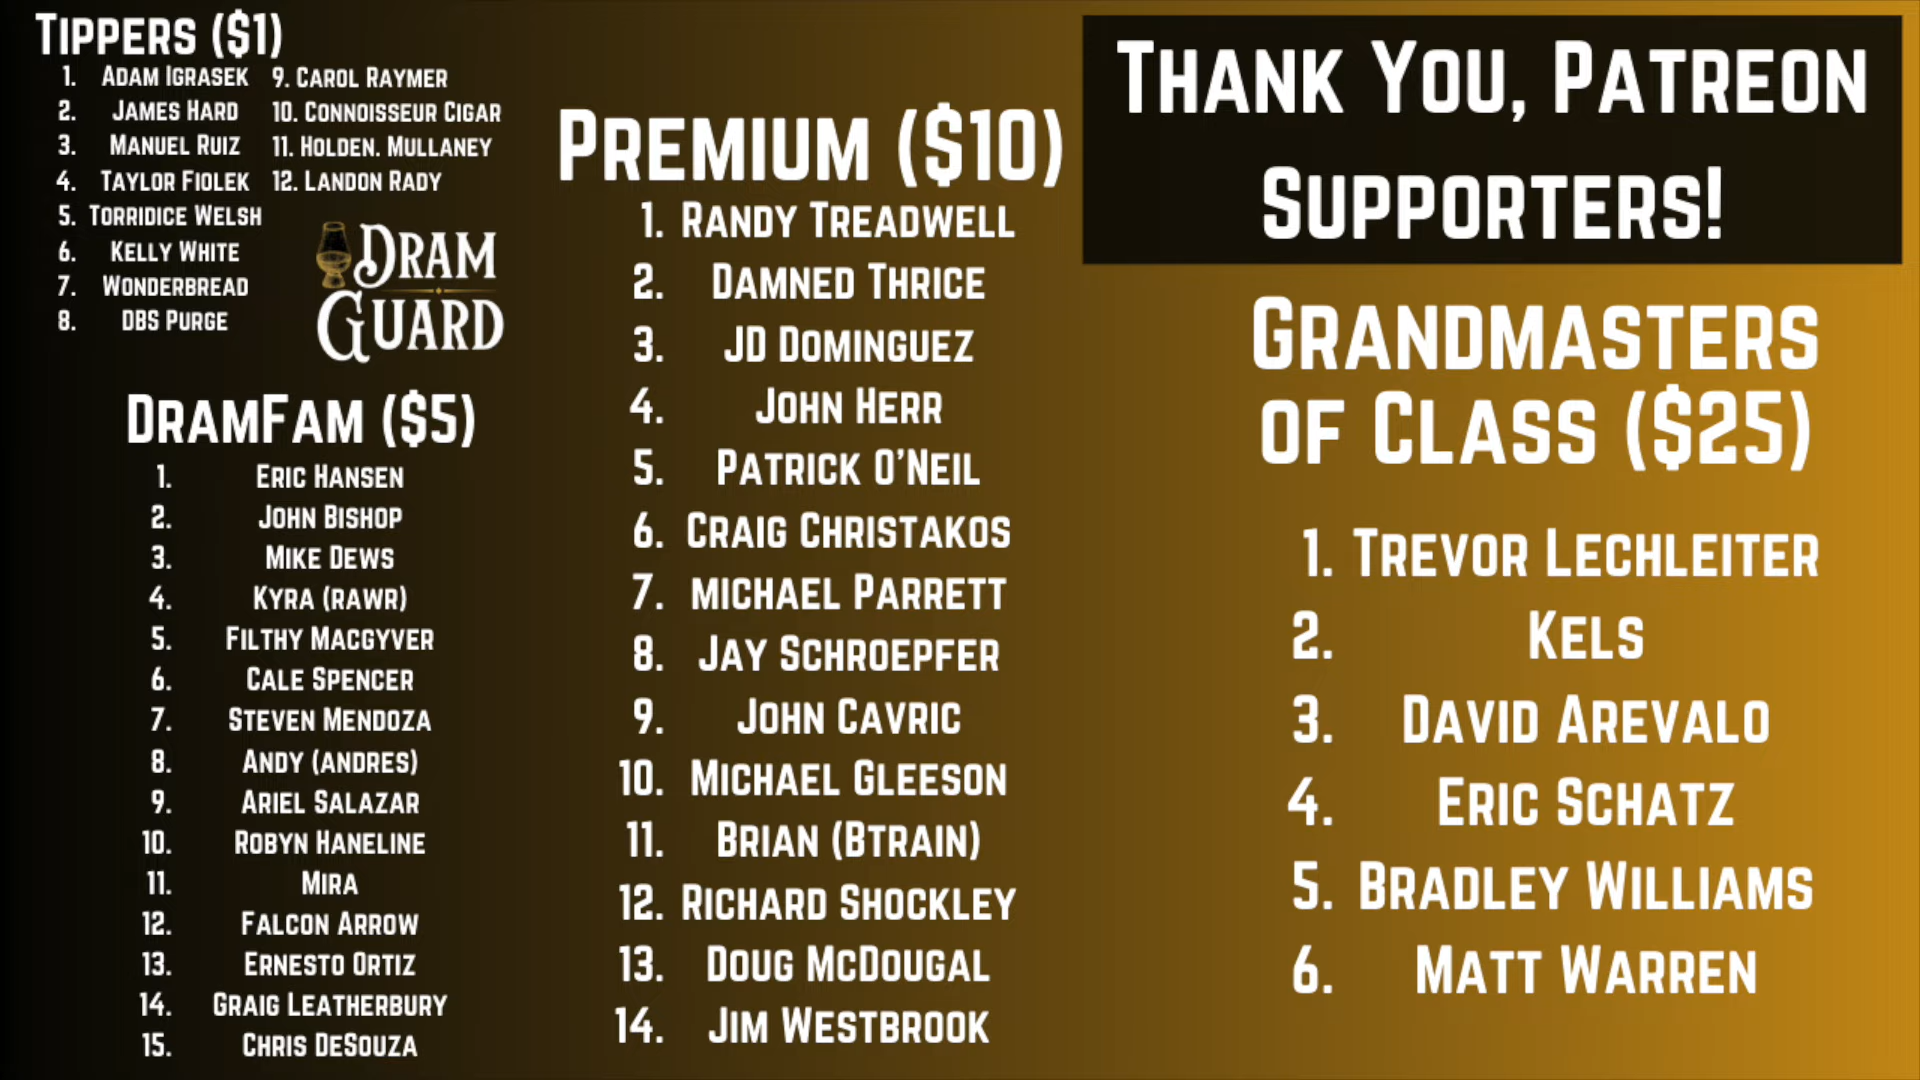 Tippers ($1)
1. Adam Igrasek
2. James Hard
3. Manuel Ruiz
4. Taylor Fiolek
5. Torridice Welsh
6. Kelly White
7. Wonderbread
8. DBS Purge
9. Carol Raymer
10. Connoisseur Cigar
11. Holden. Mullaney
12. Landon Rady
Dram
Guard
DramFam ($5)
1. Eric Hansen
2. John Bishop
3. Mike Dews
4. Kyra (rawr)
5. Filthy Macgyver
6. Cale Spencer
7. Steven Mendoza
8. Andy (andres)
9. Ariel Salazar
10. Robyn Haneline
11. Mira
12. Falcon Arrow
13. Ernesto Ortiz
14. Graig Leatherbury
15. Chris DeSouza
Premium ($10)
1. Randy Treadwell
2. Damned Thrice
3. JD Dominguez
4. John Herr
5. Patrick O'Neil
6. Craig Christakos
7. michael Parrett
8. Jay Schroepfer
9. John Cavric
10. Michael Gleeson
11. Brian (Btrain)
12. Richard Shockley
13. Doug McDougal
14. Jim Westbrook
Thank You, Patreon
Supporters!
Grandmasters
of Class ($25)
1. Trevor Lechleiter
2. Kels
3. David Arevalo
4. Eric Schatz
5. Bradley Williams
6. Matt Warren